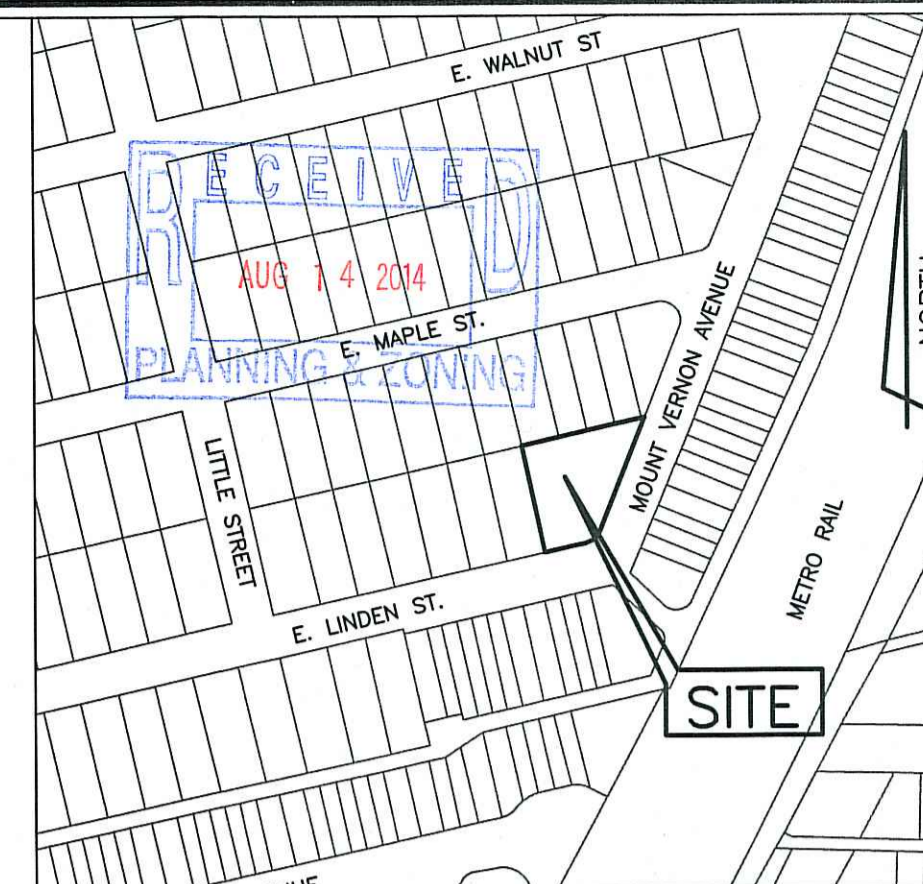 E. WALNUT ST
RECEIVED
AUG 14 2014
PLANNING & ZONING
E. MAPLE ST.
MOUNT VERNON AVENUE
NORTH
LITTLE STREET
METRO RAIL
E. LINDEN ST.
SITE